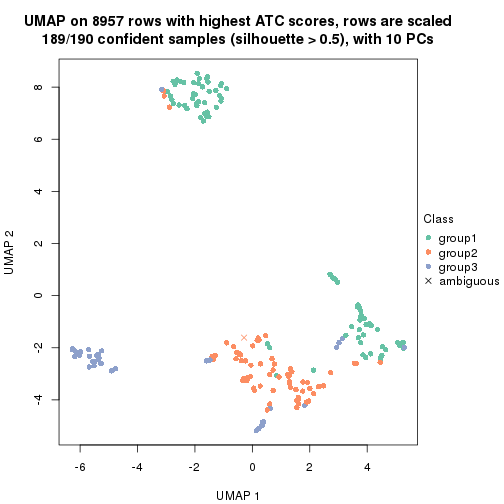 UMAP on 8957 rows with highest ATC scores, rows are scaled
189/190 confident samples (silhouette > 0.5), with 10 PCs
8
6
4
2
0
-2
-4
UMAP 2
-6
-4
-2
0
2
4
UMAP 1
Class
group1
group2
group3
ambiguous